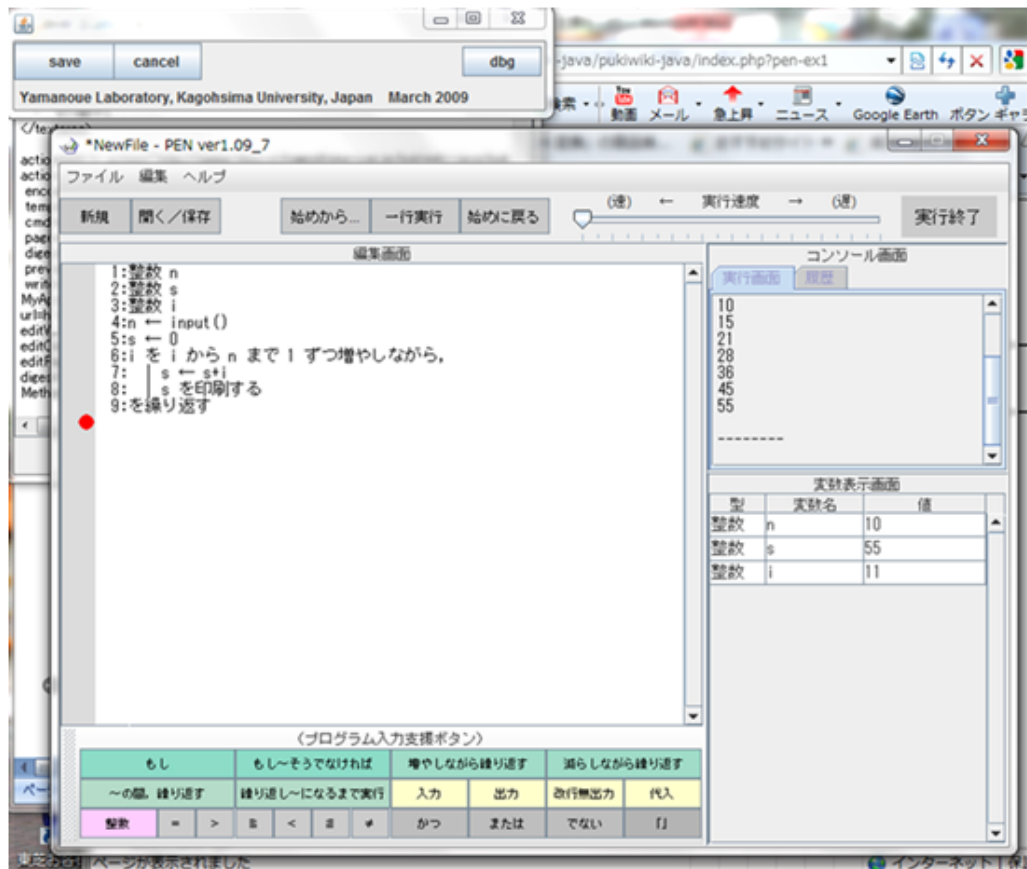 save cancel dbg
Yamanoue Laboratory, Kagohsima University, Japan March 2009
-java/pukiwiki-java/index.php?pen-ex1
動画 メール 急上昇 ニュース Google Earth ボタン
*NewFile - PEN ver1.09_7
ファイル 編集 ヘルプ
新規 開く/保存 始めから... 一行実行 始めに戻る (速) ← 実行速度 → (遅) 実行終了
編集画面
1:整数 n
2:整数 s
3:整数 i
4:n ← input()
5:s ← 0
6:i を i から n まで 1 ずつ増やしながら,
7: | s ← s+i
8: | s を印刷する
9:を繰り返す
コンソール画面
実行画面 履歴
10
15
21
28
36
45
55
--------
変数表示画面
型 変数名 値
整数 n 10
整数 s 55
整数 i 11
〈プログラム入力支援ボタン〉
もし もし~そうでなければ 増やしながら繰り返す 減らしながら繰り返す
~の間, 繰り返す 繰り返し~になるまで実行 入力 出力 改行無出力 代入
整数 = > < ≠ かつ または でない 「」
ページが表示されました
インターネット